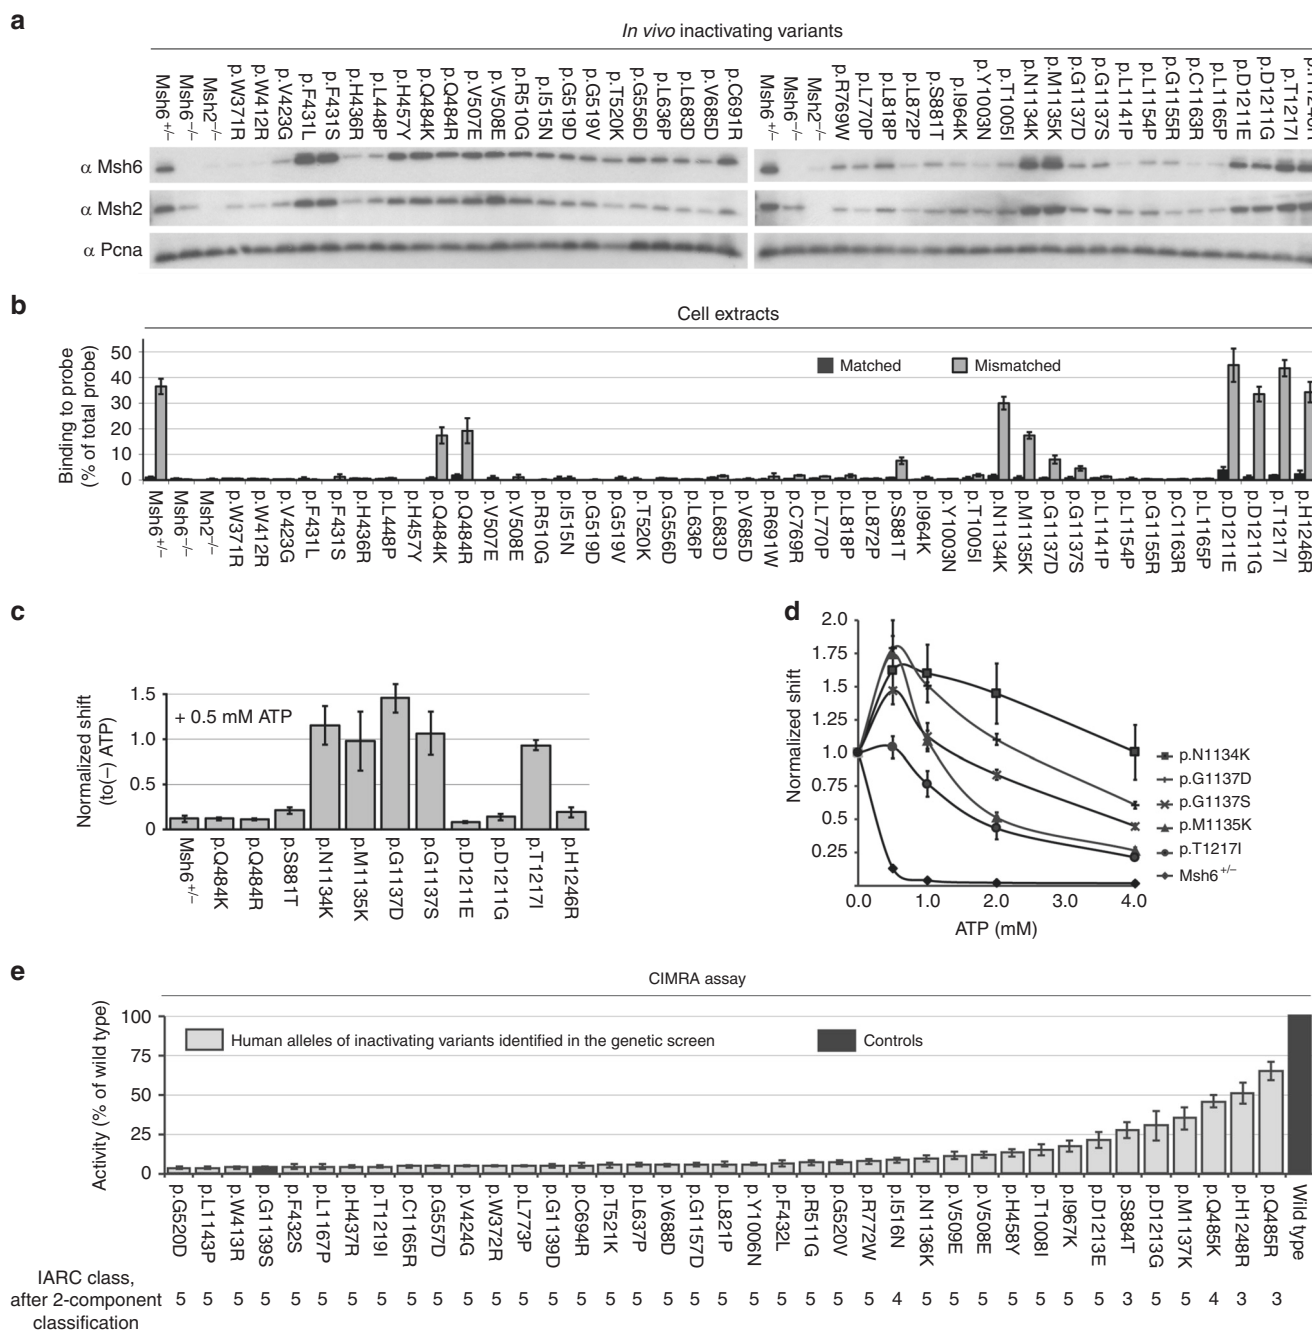 a
In vivo inactivating variants
Msh6+/−
Msh6−/−
Msh2−/−
p.W371R
p.W412R
p.V423G
p.F431L
p.F431S
p.H436R
p.L448P
p.H457Y
p.Q484K
p.Q484R
p.V507E
p.V508E
p.R510G
p.I515N
p.G519D
p.G519V
p.T520K
p.G556D
p.L636P
p.L683D
p.V685D
p.C691R
Msh6+/−
Msh6−/−
Msh2−/−
p.R769W
p.L770P
p.L818P
p.L872P
p.S881T
p.I964K
p.Y1003N
p.T1005I
p.N1134K
p.M1135K
p.G1137D
p.G1137S
p.L1141P
p.L1154P
p.G1155R
p.C1163R
p.L1165P
p.D1211E
p.D1211G
p.T1217I
α Msh6
α Msh2
α Pcna
b
Cell extracts
Binding to probe
(% of total probe)
50
40
30
20
10
0
Matched
Mismatched
Msh6+/−
Msh6−/−
Msh2−/−
p.W371R
p.W412R
p.V423G
p.F431L
p.F431S
p.H436R
p.L448P
p.H457Y
p.Q484K
p.Q484R
p.V507E
p.V508E
p.R510G
p.I515N
p.G519D
p.G519V
p.T520K
p.G556D
p.L636P
p.L683D
p.V685D
p.R691W
p.C769R
p.L770P
p.L818P
p.L872P
p.S881T
p.I964K
p.Y1003N
p.T1005I
p.N1134K
p.M1135K
p.G1137D
p.G1137S
p.L1141P
p.L1154P
p.G1155R
p.C1163R
p.L1165P
p.D1211E
p.D1211G
p.T1217I
p.H1246R
c
Normalized shift
(to(−) ATP)
1.5
1.0
0.5
0
+ 0.5 mM ATP
Msh6+/−
p.Q484K
p.Q484R
p.S881T
p.N1134K
p.M1135K
p.G1137D
p.G1137S
p.D1211E
p.D1211G
p.T1217I
p.H1246R
d
Normalized shift
2.0
1.75
1.5
1.25
1.0
0.75
0.5
0.25
0.0 1.0 2.0 3.0 4.0
ATP (mM)
p.N1134K
p.G1137D
p.G1137S
p.M1135K
p.T1217I
Msh6+/−
e
CIMRA assay
Activity (% of wild type)
100
75
50
25
0
Human alleles of inactivating variants identified in the genetic screen
Controls
p.G520D
p.L1143P
p.W413R
p.G1139S
p.F432S
p.L1167P
p.H437R
p.T1219I
p.C1165R
p.G557D
p.V424G
p.W372R
p.L773P
p.G1139D
p.C694R
p.T521K
p.L637P
p.V688D
p.G1157D
p.L821P
p.Y1006N
p.F432L
p.R511G
p.G520V
p.R772W
p.I516N
p.N1136K
p.V509E
p.V508E
p.H458Y
p.T1008I
p.I967K
p.D1213E
p.S884T
p.D1213G
p.M1137K
p.Q485K
p.H1248R
p.Q485R
Wild type
IARC class,
after 2-component
classification
5 5 5 5 5 5 5 5 5 5 5 5 5 5 5 5 5 5 5 5 5 5 5 5 5 4 5 5 5 5 5 5 5 3 5 5 4 3 3